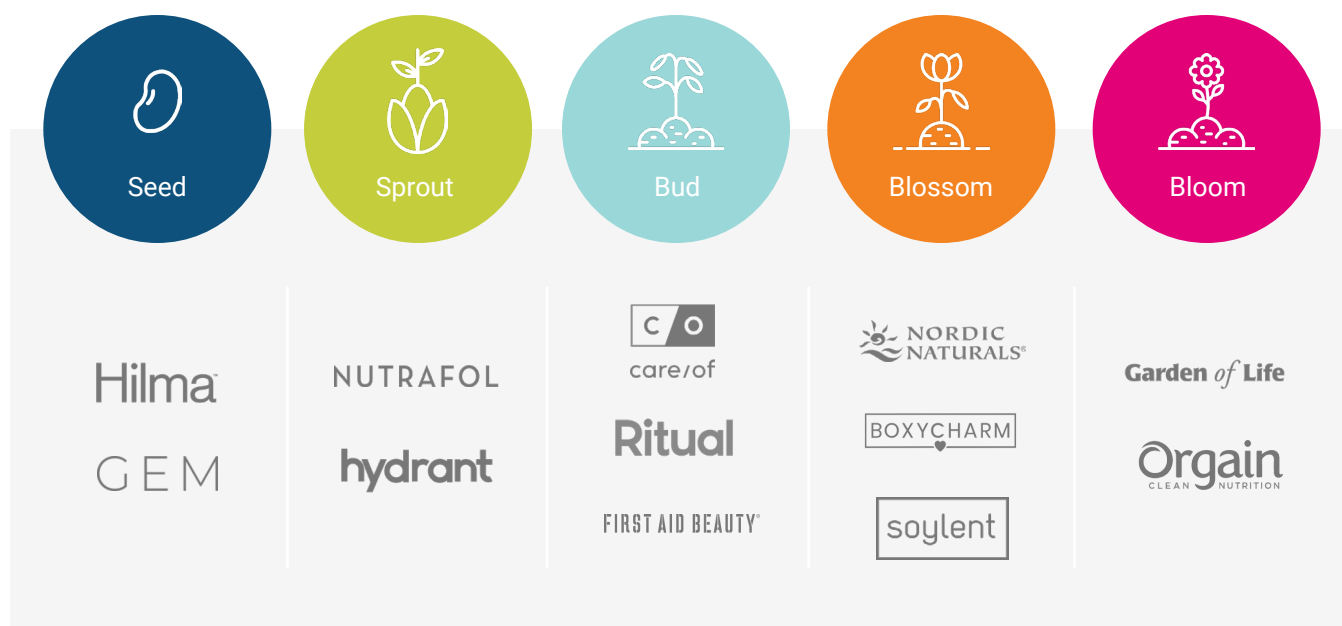 Seed
Sprout
Bud
Blossom
Bloom
Hilma™
GEM
NUTRAFOL
hydrant
C/O
care/of
Ritual
FIRST AID BEAUTY®
NORDIC
NATURALS®
BOXYCHARM
soylent
Garden of Life
Orgain
CLEAN NUTRITION